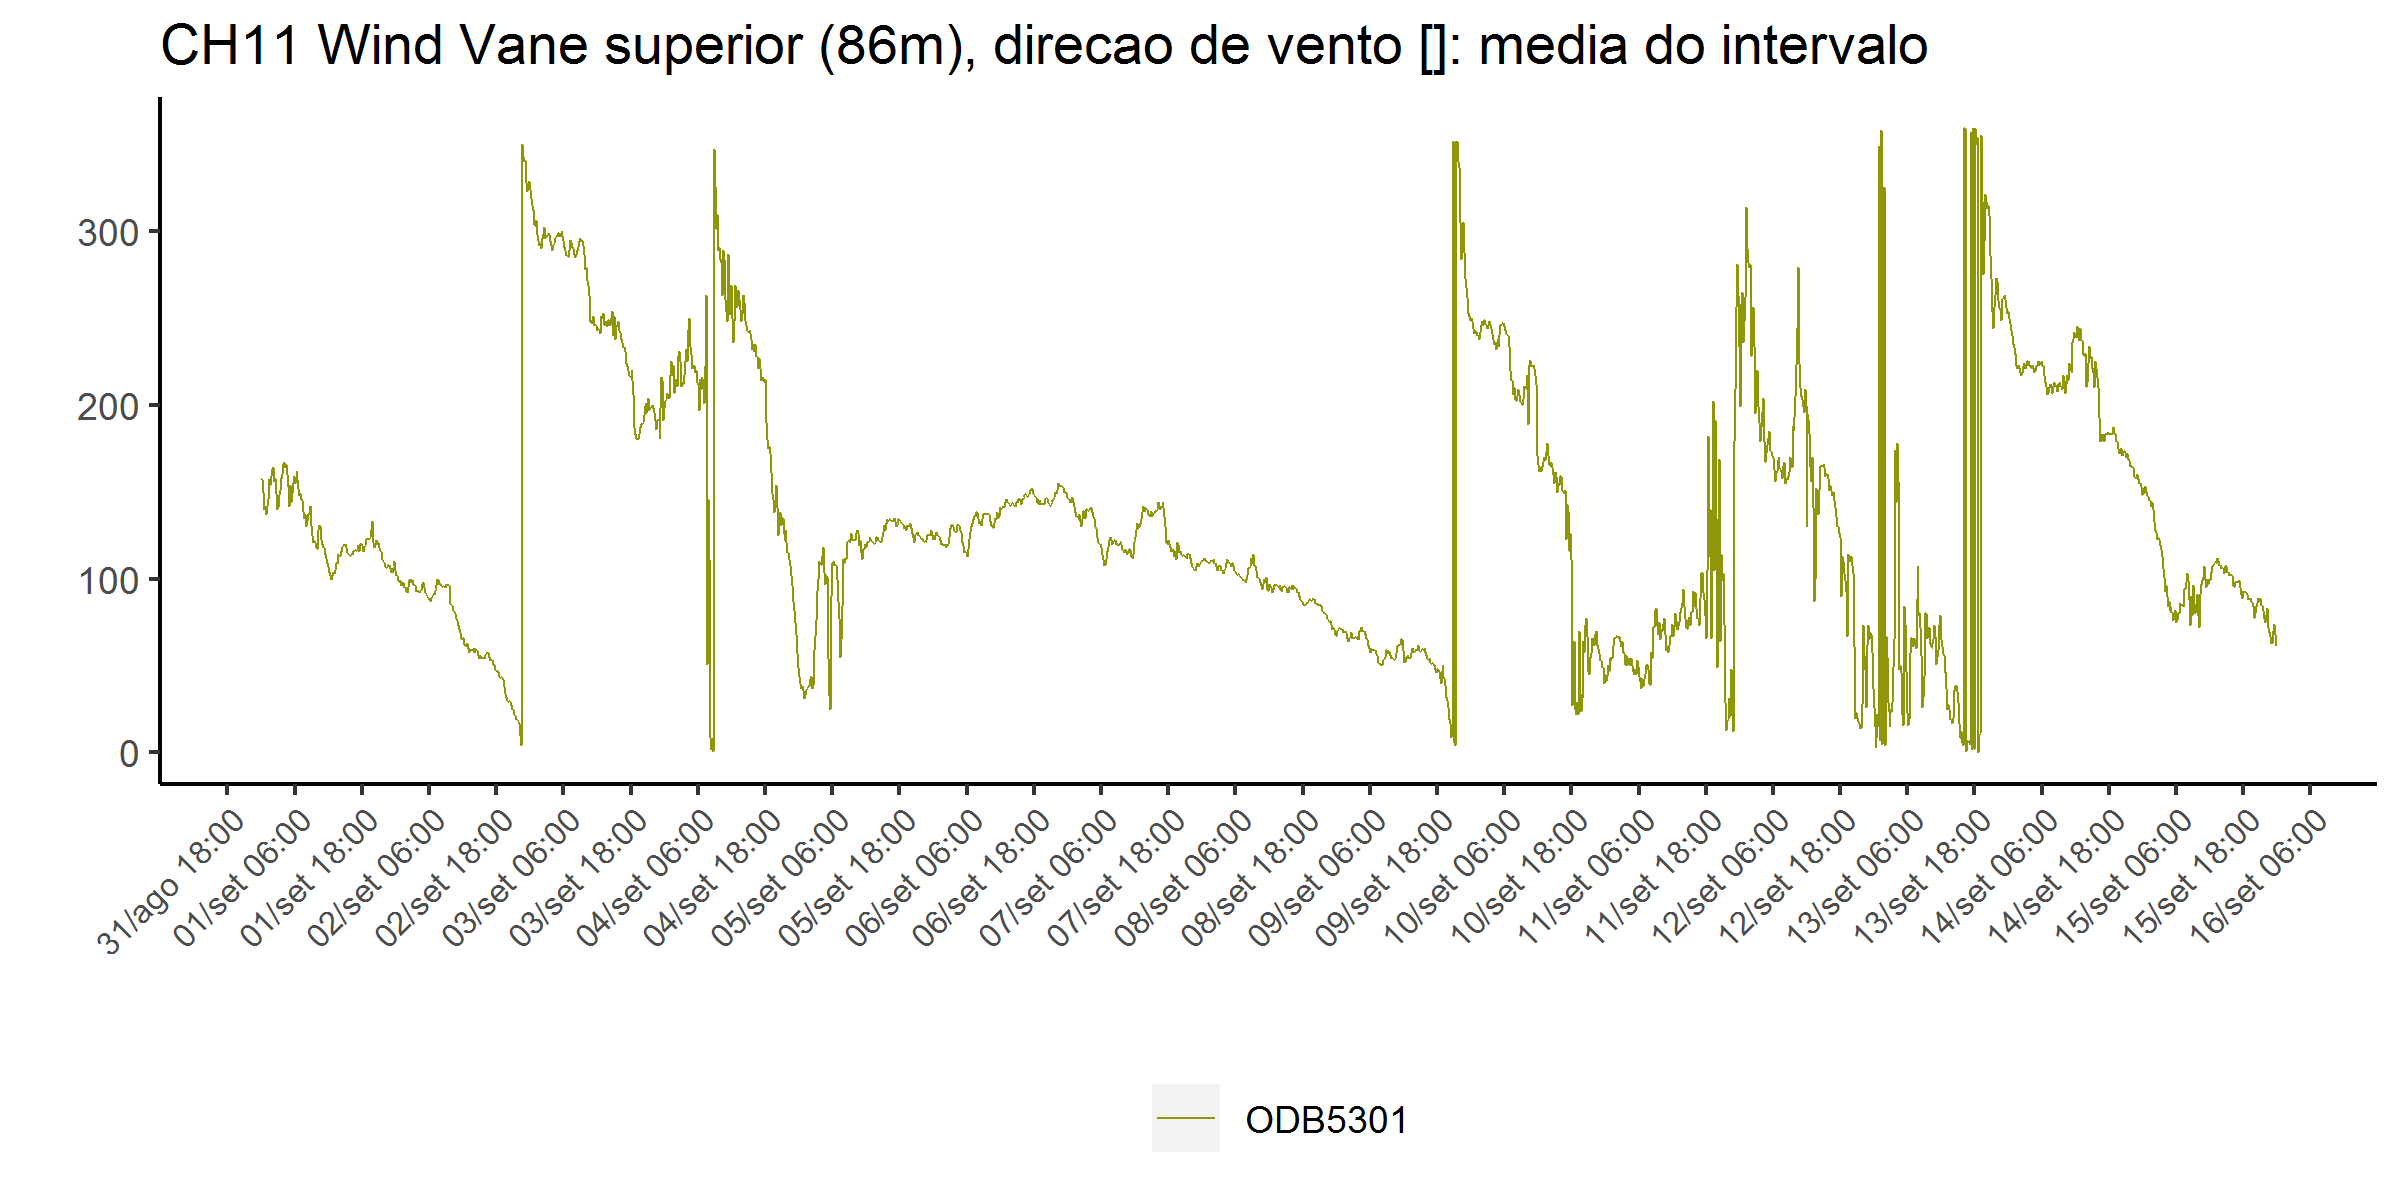 CH11 Wind Vane superior (86m), direcao de vento []: media do intervalo
300
200
100
0
31/ago 18:00
01/set 06:00
01/set 18:00
02/set 06:00
02/set 18:00
03/set 06:00
03/set 18:00
04/set 06:00
04/set 18:00
05/set 06:00
05/set 18:00
06/set 06:00
06/set 18:00
07/set 06:00
07/set 18:00
08/set 06:00
08/set 18:00
09/set 06:00
09/set 18:00
10/set 06:00
10/set 18:00
11/set 06:00
11/set 18:00
12/set 06:00
12/set 18:00
13/set 06:00
13/set 18:00
14/set 06:00
14/set 18:00
15/set 06:00
15/set 18:00
16/set 06:00
ODB5301